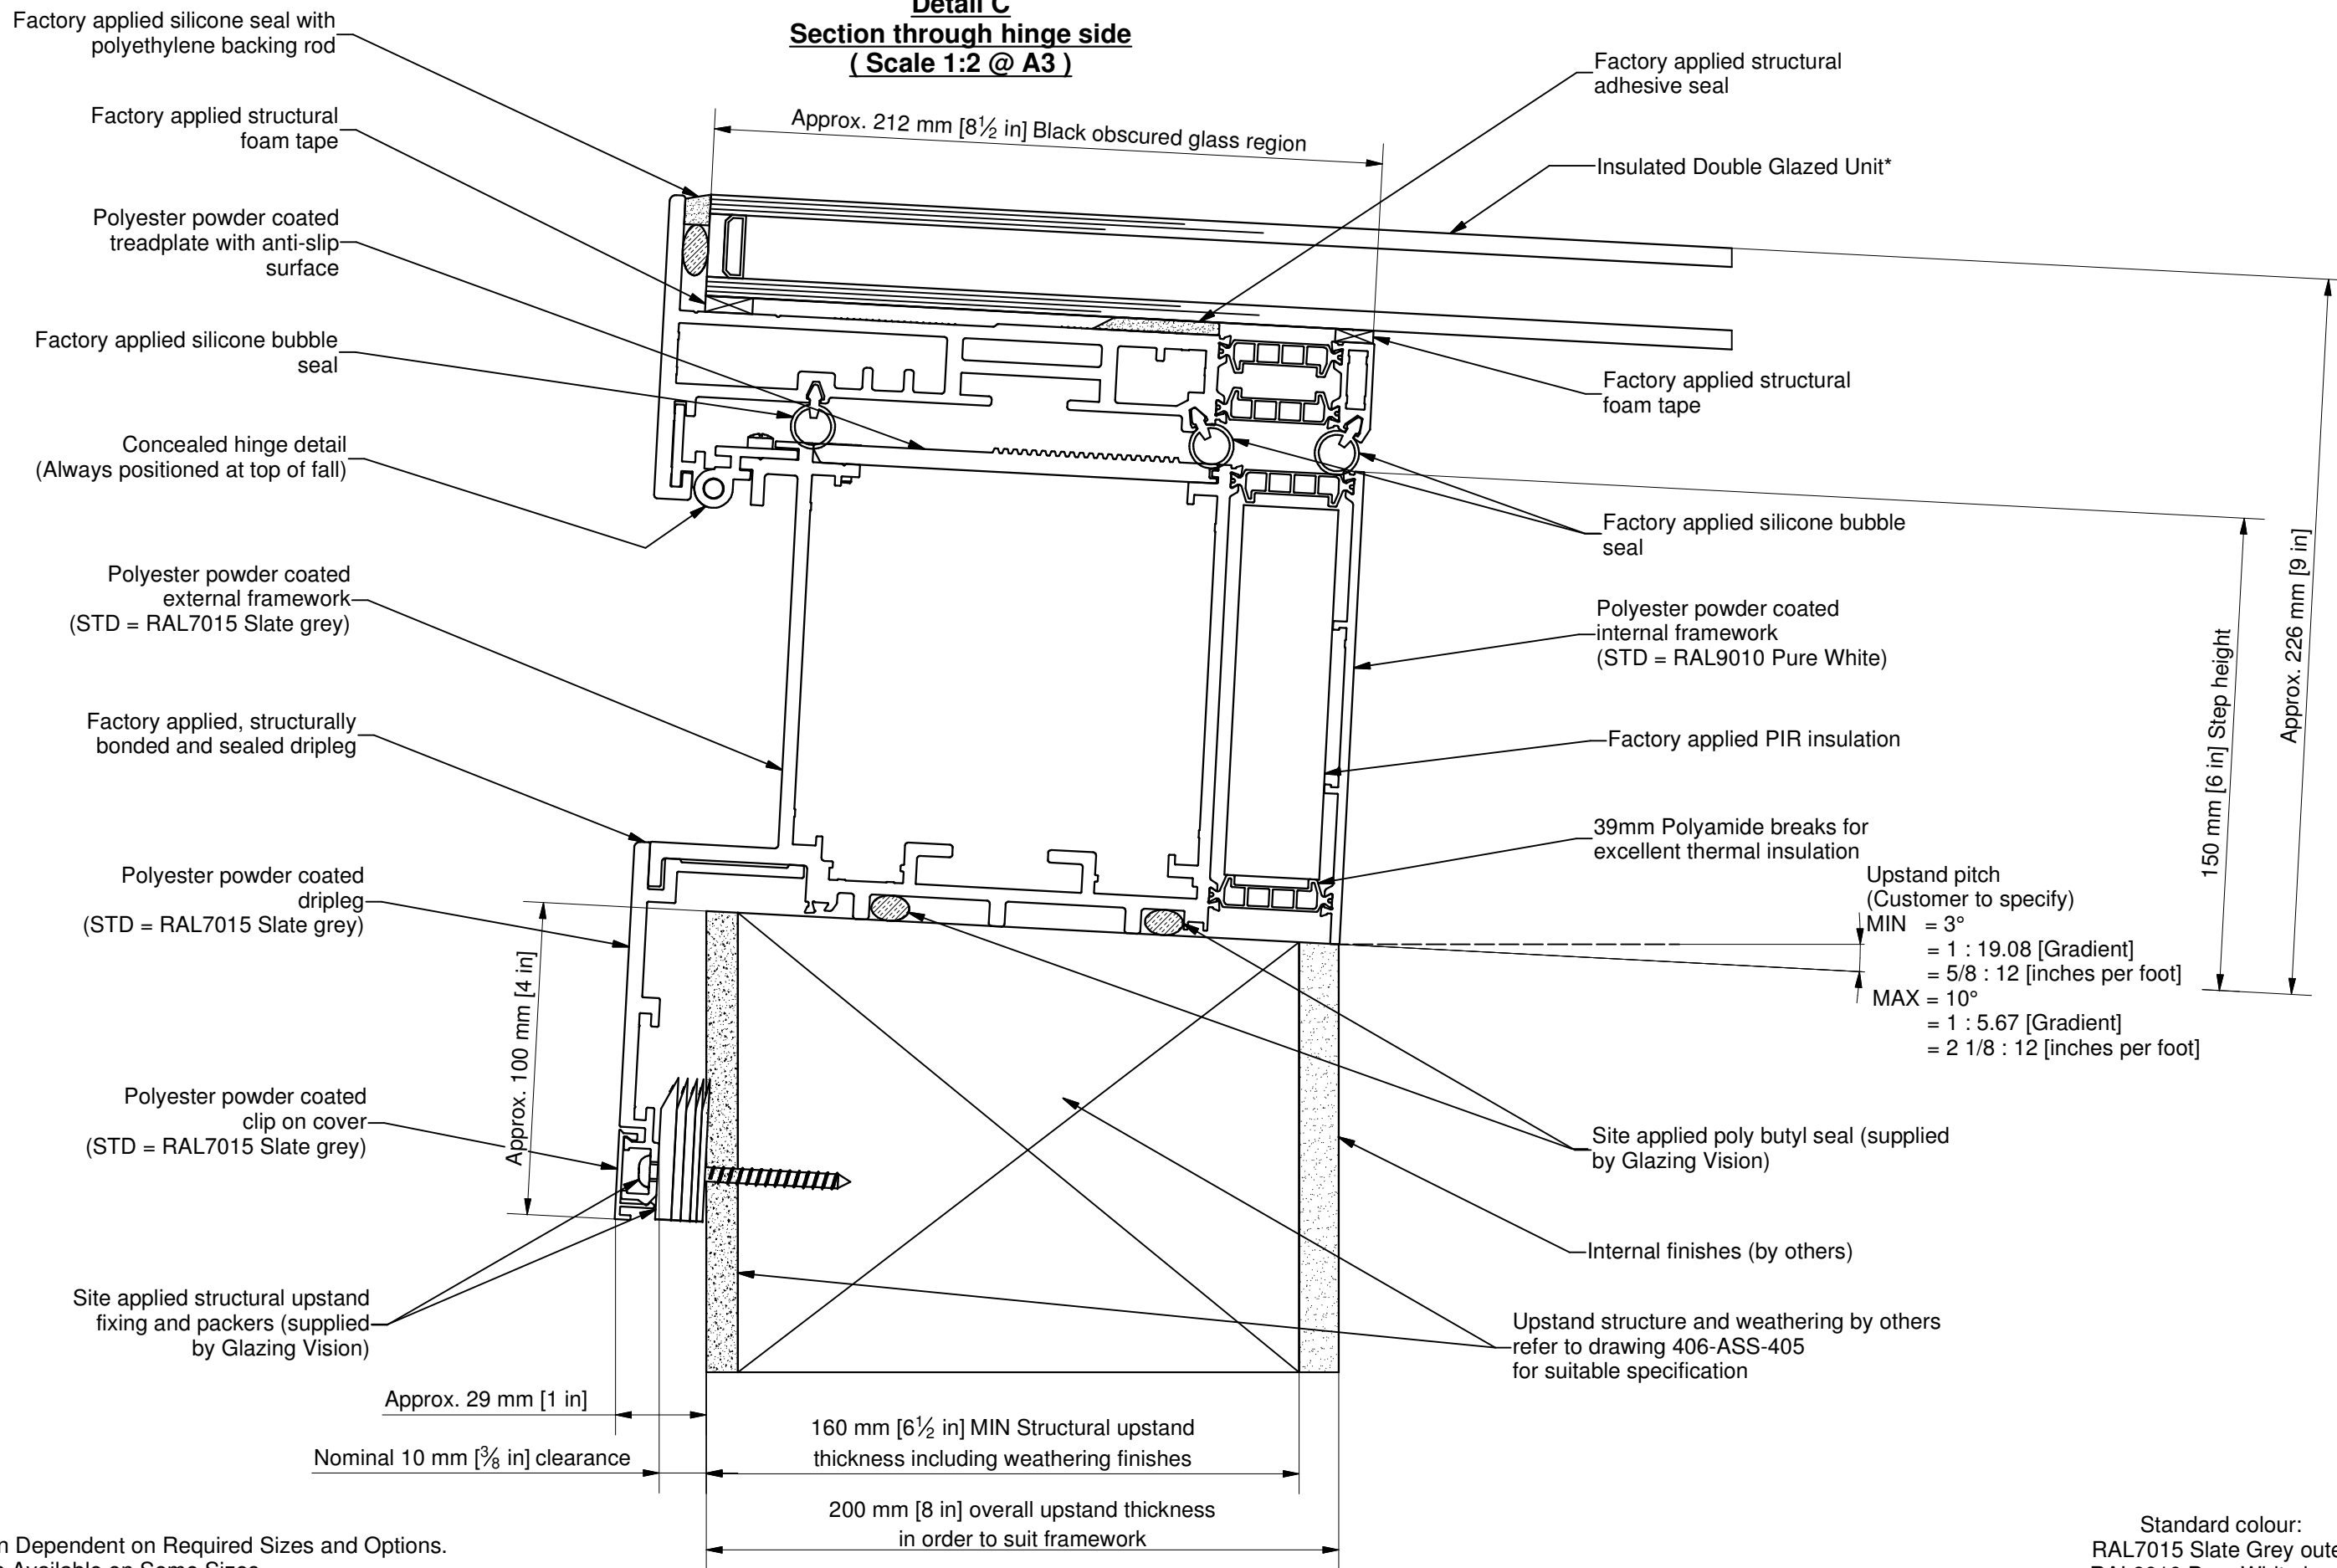 Detail C
Section through hinge side
( Scale 1:2 @ A3 )
Factory applied silicone seal with
polyethylene backing rod
Factory applied structural
foam tape
Polyester powder coated
treadplate with anti-slip
surface
Factory applied silicone bubble
seal
Concealed hinge detail
(Always positioned at top of fall)
Polyester powder coated
external framework
(STD = RAL7015 Slate grey)
Factory applied, structurally
bonded and sealed dripleg
Polyester powder coated
dripleg
(STD = RAL7015 Slate grey)
Polyester powder coated
clip on cover
(STD = RAL7015 Slate grey)
Site applied structural upstand
fixing and packers (supplied
by Glazing Vision)
Approx. 212 mm [8½ in] Black obscured glass region
Factory applied structural
adhesive seal
Insulated Double Glazed Unit*
Factory applied structural
foam tape
Factory applied silicone bubble
seal
Polyester powder coated
internal framework
(STD = RAL9010 Pure White)
Factory applied PIR insulation
39mm Polyamide breaks for
excellent thermal insulation
Upstand pitch
(Customer to specify)
MIN = 3°
= 1 : 19.08 [Gradient]
= 5/8 : 12 [inches per foot]
MAX = 10°
= 1 : 5.67 [Gradient]
= 2 1/8 : 12 [inches per foot]
150 mm [6 in] Step height
Approx. 226 mm [9 in]
Site applied poly butyl seal (supplied
by Glazing Vision)
Internal finishes (by others)
Upstand structure and weathering by others
refer to drawing 406-ASS-405
for suitable specification
Approx. 100 mm [4 in]
Approx. 29 mm [1 in]
Nominal 10 mm [⅜ in] clearance
160 mm [6½ in] MIN Structural upstand
thickness including weathering finishes
200 mm [8 in] overall upstand thickness
in order to suit framework
Dependent on Required Sizes and Options.
Available on Some Sizes
Standard colour:
RAL7015 Slate Grey oute
RAL9010 Pure White